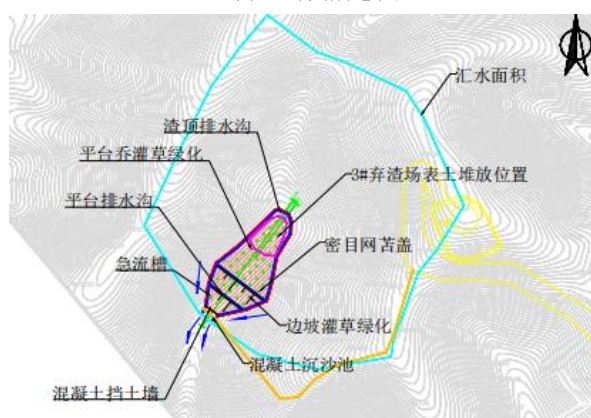 汇水面积
渣顶排水沟
平台乔灌草绿化
3#弃渣场表土堆放位置
平台排水沟
密目网苫盖
急流槽
边坡灌草绿化
混凝土沉沙池
混凝土挡土墙